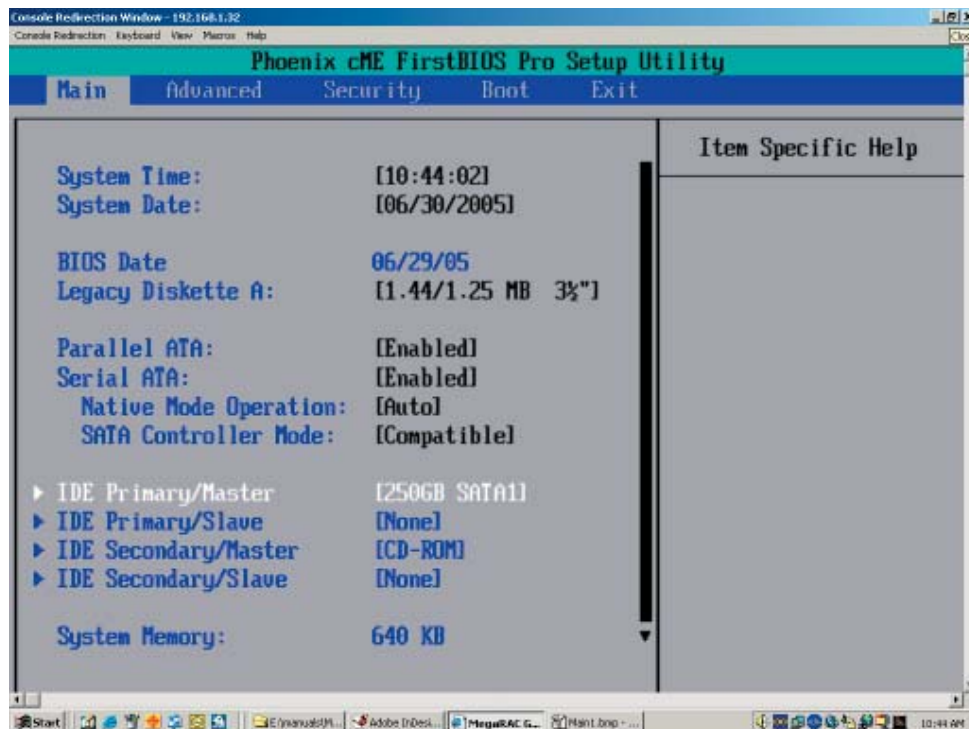 Console Redirection Window - 192.168.1.32
Console Redirection Keyboard View Macros Help
Clos
Phoenix cME FirstBIOS Pro Setup Utility
Main Advanced Security Boot Exit
Item Specific Help
System Time: [10:44:02]
System Date: [06/30/2005]
BIOS Date 06/29/05
Legacy Diskette A: [1.44/1.25 MB 3½"]
Parallel ATA: [Enabled]
Serial ATA: [Enabled]
Native Mode Operation: [Auto]
SATA Controller Mode: [Compatible]
IDE Primary/Master [250GB SATA1]
IDE Primary/Slave [None]
IDE Secondary/Master [CD-ROM]
IDE Secondary/Slave [None]
System Memory: 640 KB
Start E:\manuals\M... Adobe InDesi... MegaRAC G... Main1.bmp - ... 10:44 AM